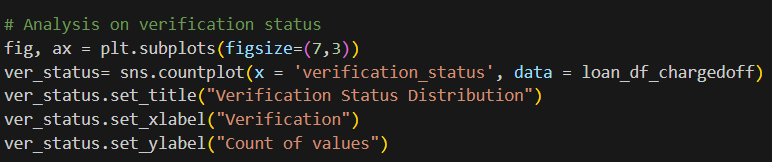 # Analysis on verification status
fig, ax = plt.subplots(figsize=(7,3))
ver_status= sns.countplot(x = 'verification_status', data = loan_df_chargedoff)
ver_status.set_title("Verification Status Distribution")
ver_status.set_xlabel("Verification")
ver_status.set_ylabel("Count of values")